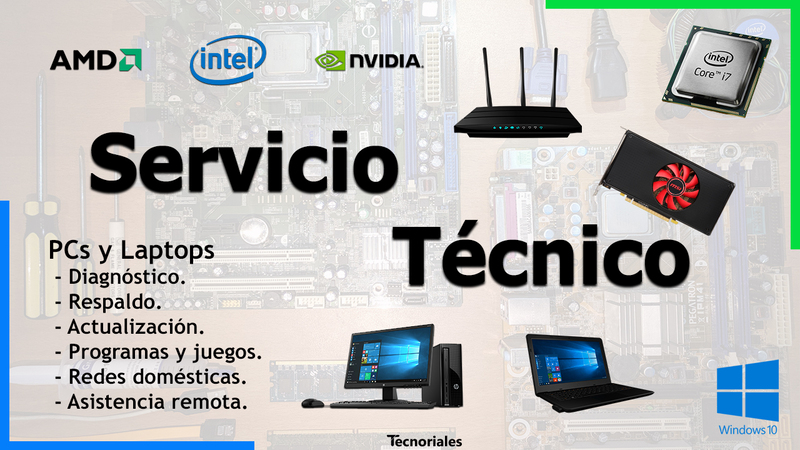 AMD
intel
NVIDIA.
intel
Core™ i7
Servicio
Técnico
PCs y Laptops
- Diagnóstico.
- Respaldo.
- Actualización.
- Programas y juegos.
- Redes domésticas.
- Asistencia remota.
Windows 10
Tecnoriales